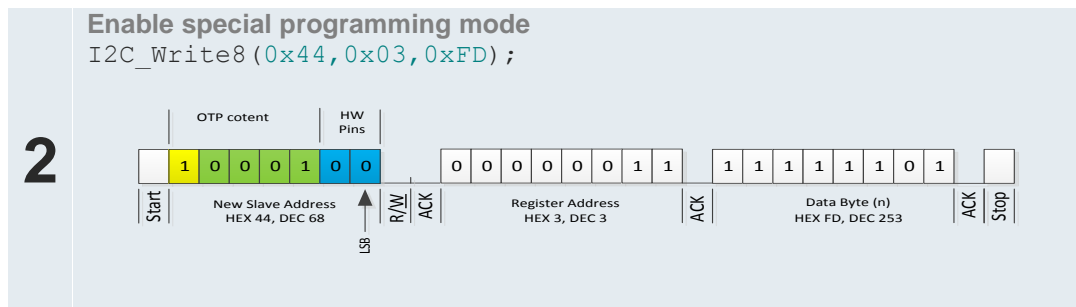 Enable special programming mode
I2C_Write8(0x44,0x03,0xFD);
2
OTP cotent
HW
Pins
1 0 0 0 1 0 0
0 0 0 0 0 0 1 1
1 1 1 1 1 1 0 1
Start
New Slave Address
HEX 44, DEC 68
LSB
R/W
ACK
Register Address
HEX 3, DEC 3
ACK
Data Byte (n)
HEX FD, DEC 253
ACK
Stop